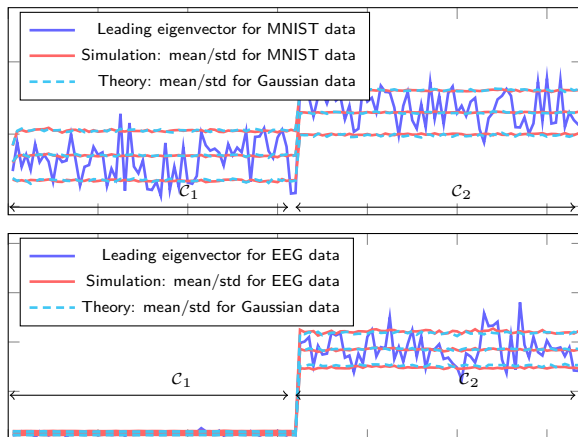 Leading eigenvector for MNIST data
Simulation: mean/std for MNIST data
Theory: mean/std for Gaussian data
C1 C2
Leading eigenvector for EEG data
Simulation: mean/std for EEG data
Theory: mean/std for Gaussian data
C1 C2